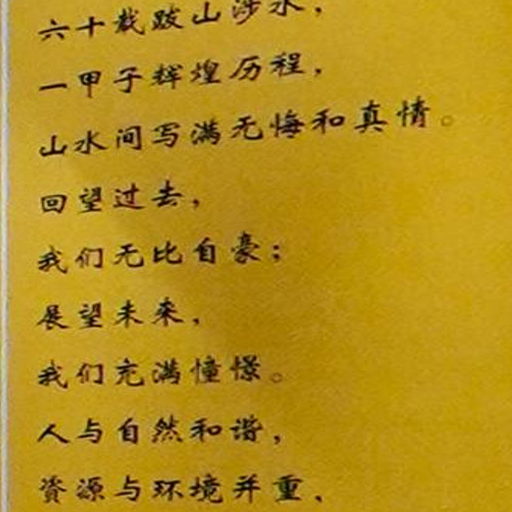 六十载跋山涉水，
一甲子辉煌历程，
山水间写满无悔和真情。
回望过去，
我们无比自豪；
展望未来，
我们充满憧憬。
人与自然和谐，
資源与环境并重、